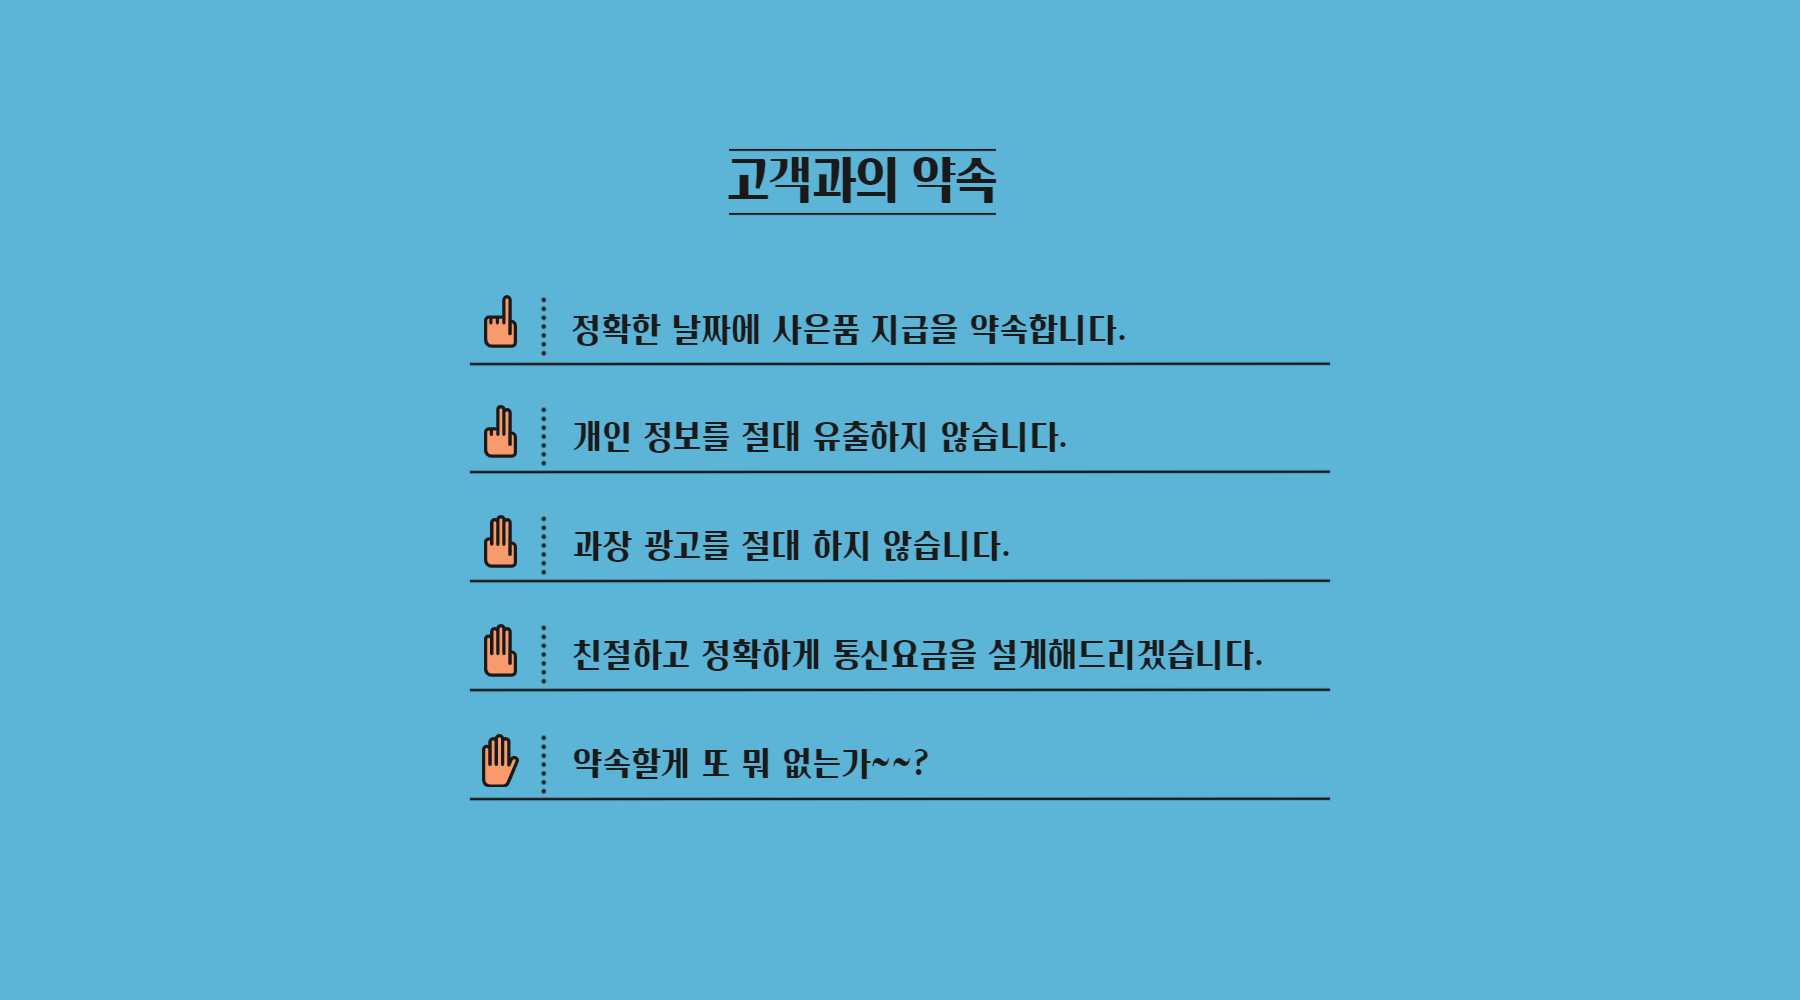 고객과의 약속
정확한 날짜에 사은품 지급을 약속합니다.
개인 정보를 절대 유출하지 않습니다.
과장 광고를 절대 하지 않습니다.
친절하고 정확하게 통신요금을 설계해드리겠습니다.
약속할게 또 뭐 없는가~~?